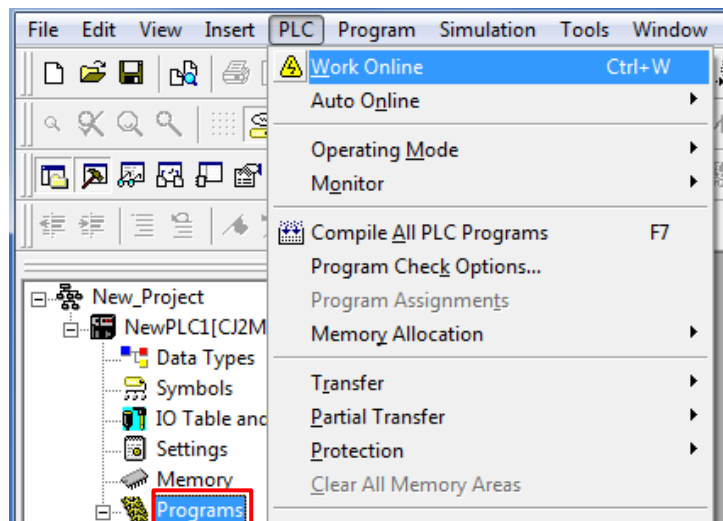 File Edit View Insert PLC Program Simulation Tools Window
Work Online Ctrl+W
Auto Online
Operating Mode
Monitor
Compile All PLC Programs F7
Program Check Options...
Program Assignments
Memory Allocation
Transfer
Partial Transfer
Protection
Clear All Memory Areas
New_Project
NewPLC1[CJ2M
Data Types
Symbols
IO Table and
Settings
Memory
Programs